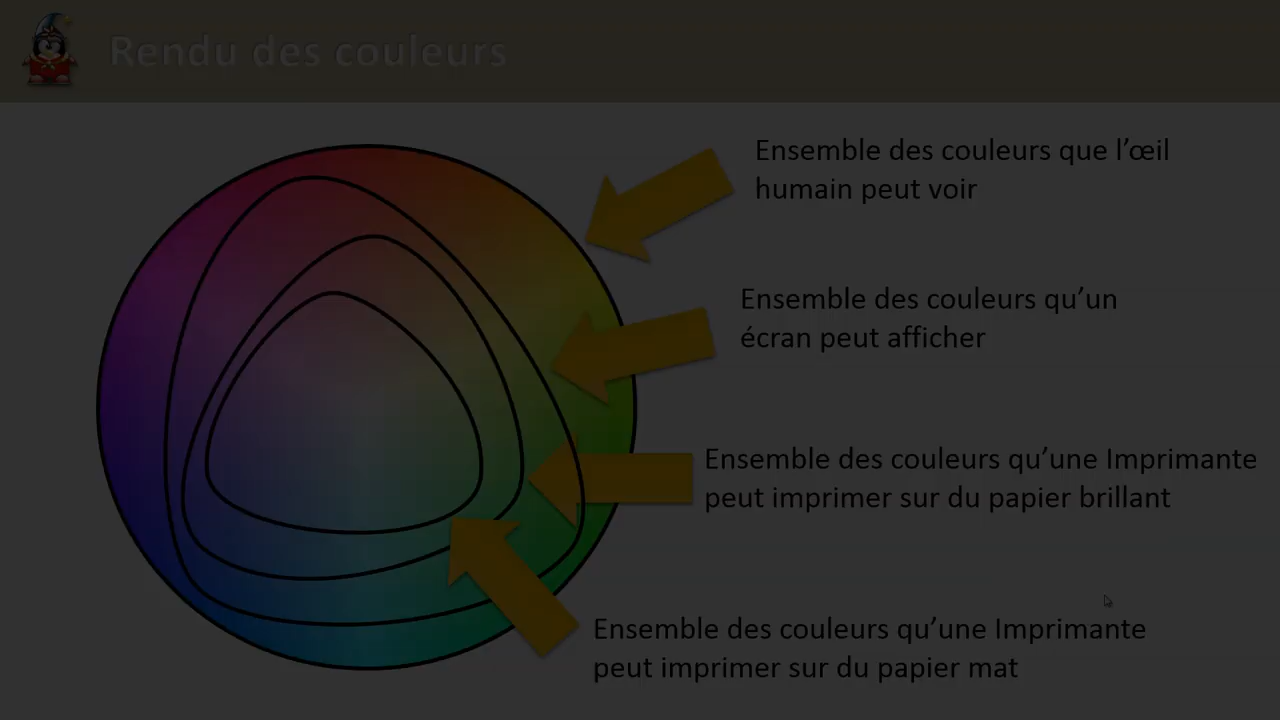 Rendu des couleurs
Ensemble des couleurs que l’œil
humain peut voir
Ensemble des couleurs qu’un
écran peut afficher
Ensemble des couleurs qu’une Imprimante
peut imprimer sur du papier brillant
Ensemble des couleurs qu’une Imprimante
peut imprimer sur du papier mat